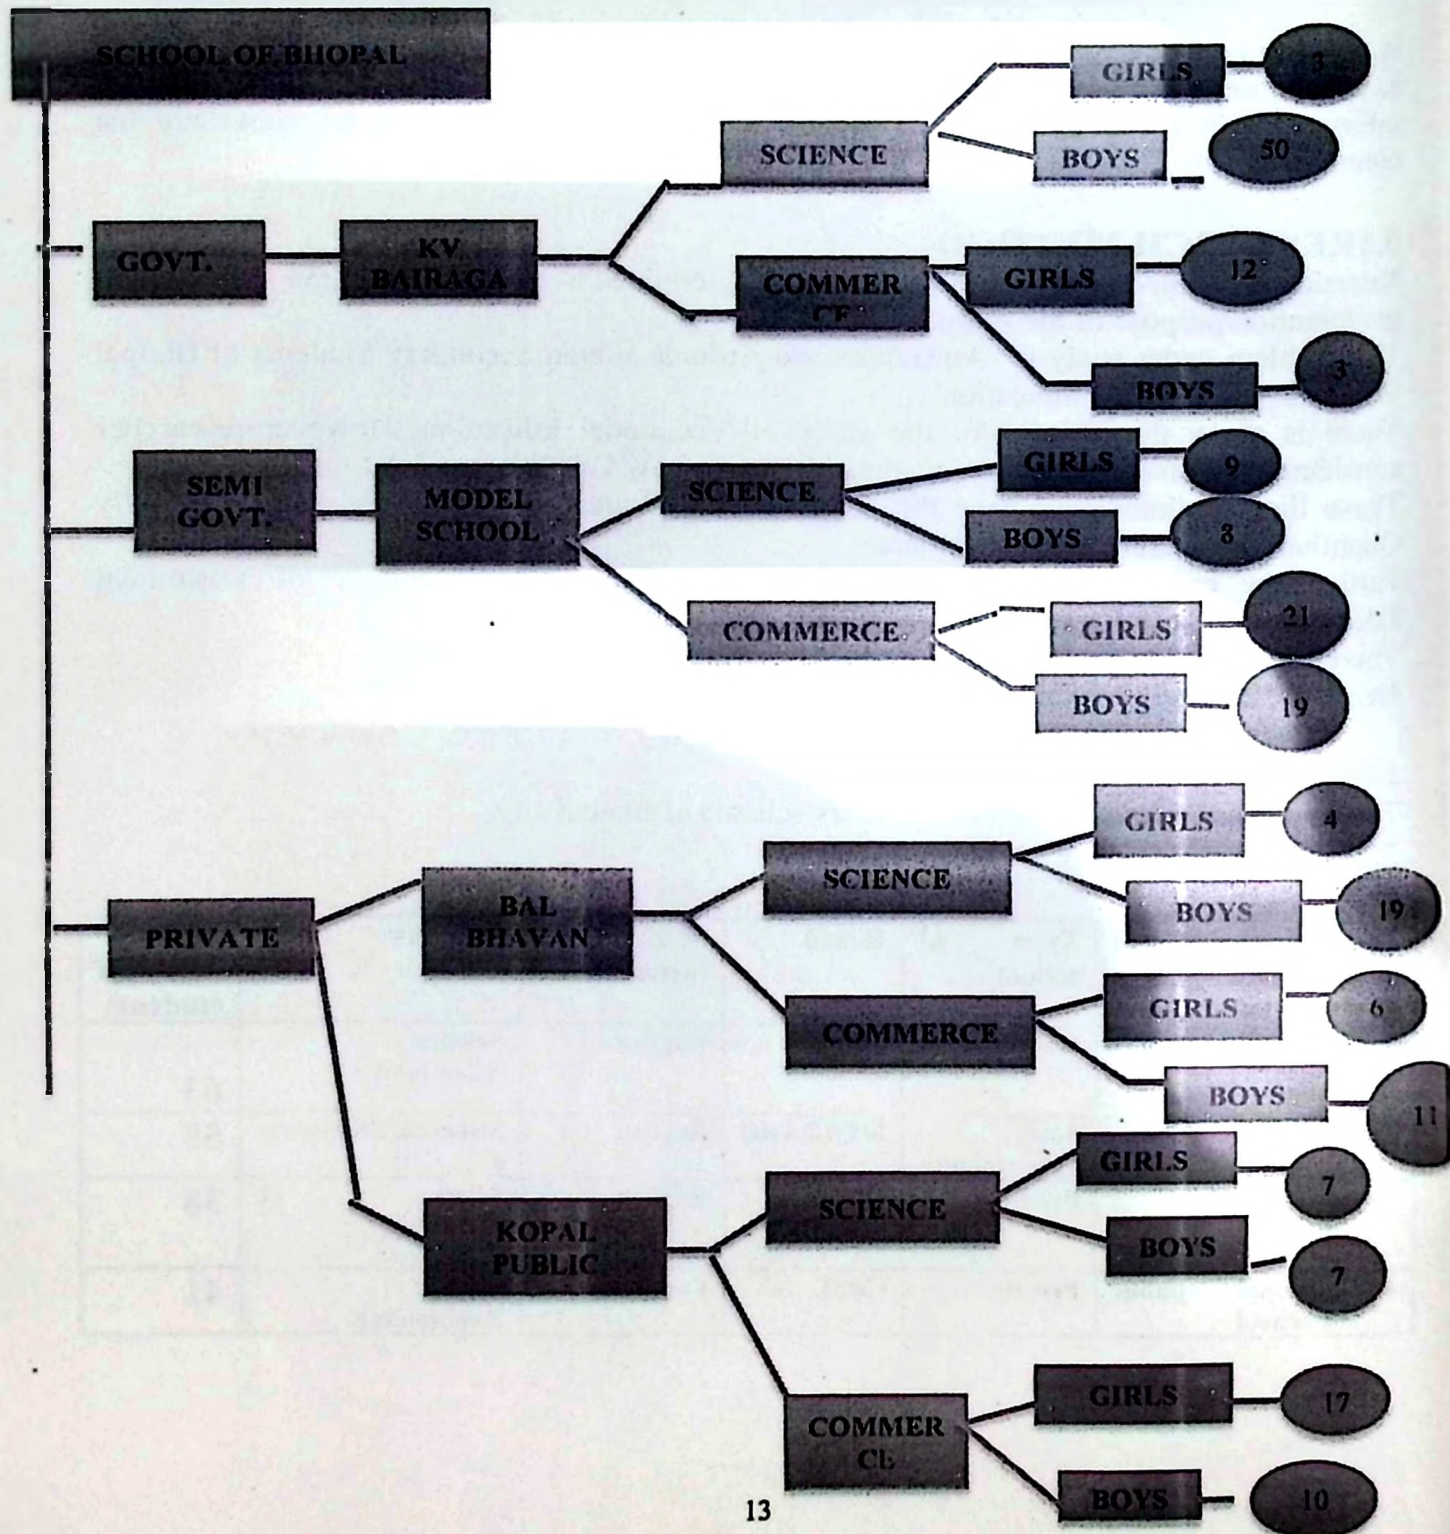 SCHOOL OF BHOPAL
GIRLS
3
SCIENCE
BOYS
50
GOVT.
KV.
BAIRAGA
COMMER
CE
GIRLS
12
BOYS
3
SEMI
GOVT.
MODEL
SCHOOL
SCIENCE
GIRLS
9
BOYS
8
COMMERCE
GIRLS
21
BOYS
19
PRIVATE
BAL
BHAVAN
SCIENCE
GIRLS
4
BOYS
19
COMMERCE
GIRLS
6
BOYS
11
KOPAL
PUBLIC
SCIENCE
GIRLS
7
BOYS
7
COMMER
CE
GIRLS
17
BOYS
10
13